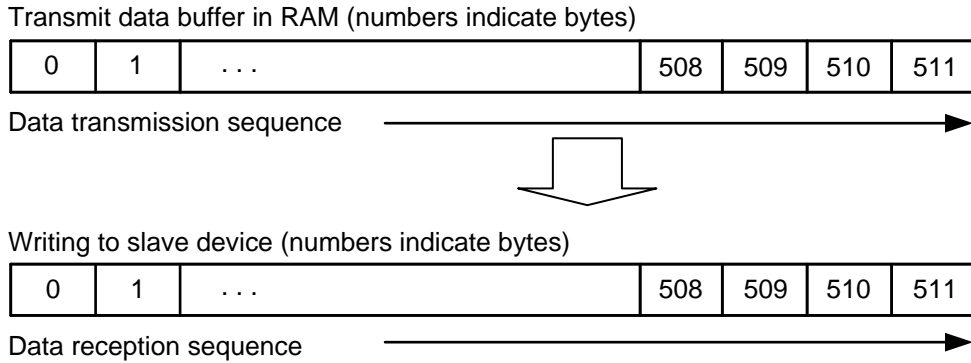 Transmit data buffer in RAM (numbers indicate bytes)
0 1 . . . 508 509 510 511
Data transmission sequence
Writing to slave device (numbers indicate bytes)
0 1 . . . 508 509 510 511
Data reception sequence